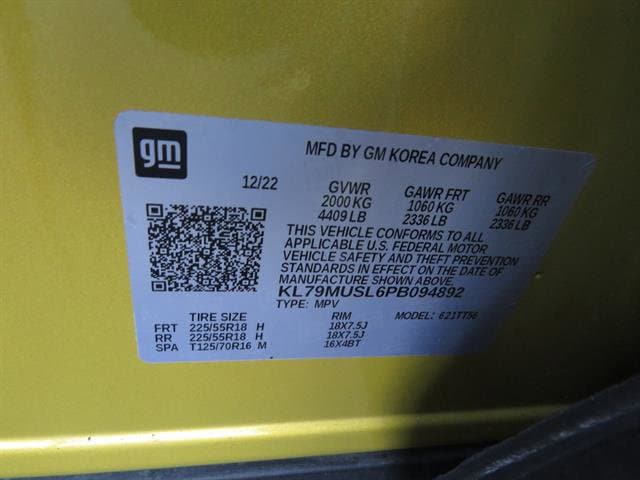 gm
MFD BY GM KOREA COMPANY
12/22 GVWR GAWR FRT GAWR RR
2000 KG 1060 KG 1060 KG
4409 LB 2336 LB 2336 LB
THIS VEHICLE CONFORMS TO ALL
APPLICABLE U.S. FEDERAL MOTOR
VEHICLE SAFETY AND THEFT PREVENTION
STANDARDS IN EFFECT ON THE DATE OF
MANUFACTURE SHOWN ABOVE.
KL79MUSL6PB094892
TYPE: MPV MODEL: 621TT56
TIRE SIZE RIM
FRT 225/55R18 H 18X7.5J
RR 225/55R18 H 18X7.5J
SPA T125/70R16 M 16X4BT